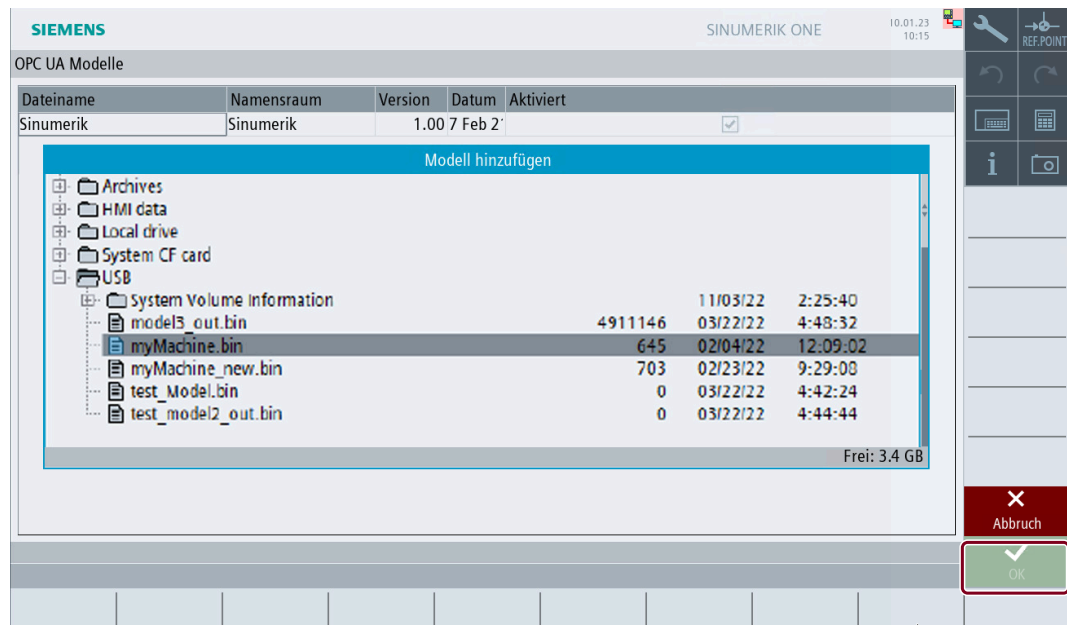 SIEMENS
SINUMERIK ONE
10.01.23
10:15
REF.POINT
OPC UA Modelle
Dateiname Namensraum Version Datum Aktiviert
Sinumerik Sinumerik 1.00 7 Feb 2
Modell hinzufügen
Archives
HMI data
Local drive
System CF card
USB
System Volume Information 11/03/22 2:25:40
model3_out.bin 4911146 03/22/22 4:48:32
myMachine.bin 645 02/04/22 12:09:02
myMachine_new.bin 703 02/23/22 9:29:08
test_Model.bin 0 03/22/22 4:42:24
test_model2_out.bin 0 03/22/22 4:44:44
Frei: 3.4 GB
Abbruch
OK